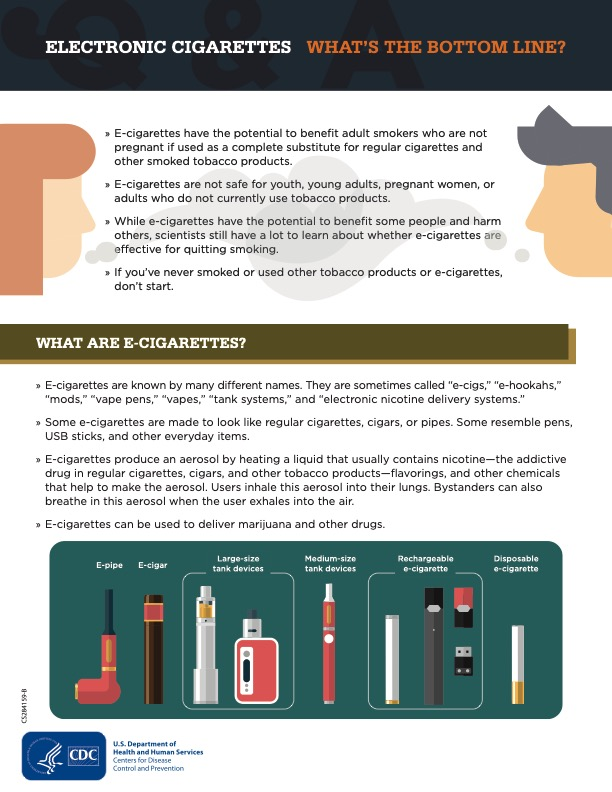 Q & A
ELECTRONIC CIGARETTES WHAT'S THE BOTTOM LINE?
» E-cigarettes have the potential to benefit adult smokers who are not
pregnant if used as a complete substitute for regular cigarettes and
other smoked tobacco products.
» E-cigarettes are not safe for youth, young adults, pregnant women, or
adults who do not currently use tobacco products.
» While e-cigarettes have the potential to benefit some people and harm
others, scientists still have a lot to learn about whether e-cigarettes are
effective for quitting smoking.
» If you've never smoked or used other tobacco products or e-cigarettes,
don't start.
WHAT ARE E-CIGARETTES?
» E-cigarettes are known by many different names. They are sometimes called “e-cigs,” “e-hookahs,”
“mods,” “vape pens,” “vapes,” “tank systems,” and “electronic nicotine delivery systems.”
» Some e-cigarettes are made to look like regular cigarettes, cigars, or pipes. Some resemble pens,
USB sticks, and other everyday items.
» E-cigarettes produce an aerosol by heating a liquid that usually contains nicotine—the addictive
drug in regular cigarettes, cigars, and other tobacco products—flavorings, and other chemicals
that help to make the aerosol. Users inhale this aerosol into their lungs. Bystanders can also
breathe in this aerosol when the user exhales into the air.
» E-cigarettes can be used to deliver marijuana and other drugs.
E-pipe
E-cigar
Large-size
tank devices
Medium-size
tank devices
Rechargeable
e-cigarette
Disposable
e-cigarette
CS284159-B
CDC
U.S. Department of
Health and Human Services
Centers for Disease
Control and Prevention